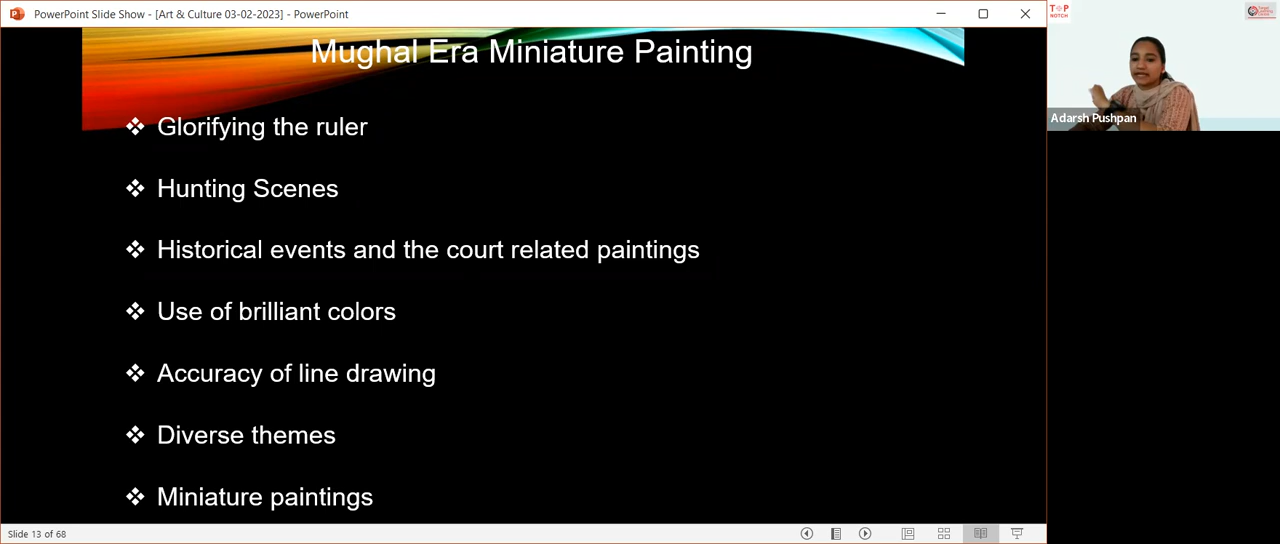 PowerPoint Slide Show - [Art & Culture 03-02-2023] - PowerPoint
Mughal Era Miniature Painting
❖ Glorifying the ruler
❖ Hunting Scenes
❖ Historical events and the court related paintings
❖ Use of brilliant colors
❖ Accuracy of line drawing
❖ Diverse themes
❖ Miniature paintings
Slide 13 of 68
TOP
NOTCH
Adarsh Pushpan